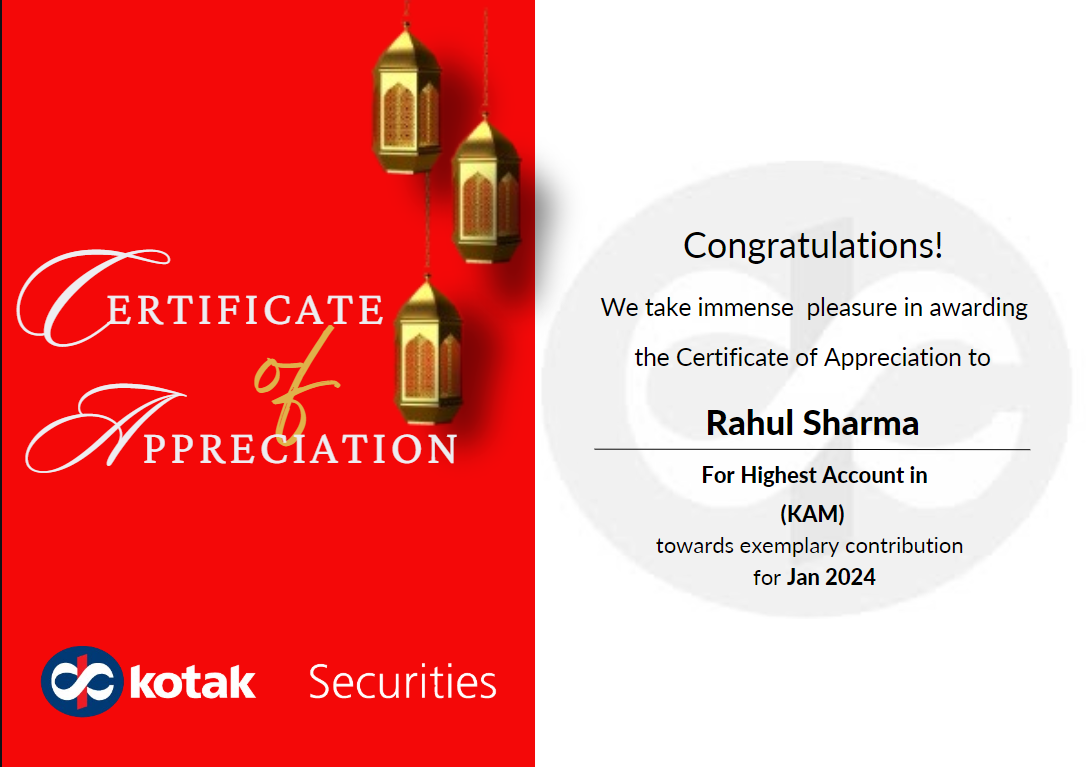 CERTIFICATE
of
APPRECIATION
kotak Securities
Congratulations!
We take immense pleasure in awarding
the Certificate of Appreciation to
Rahul Sharma
For Highest Account in
(KAM)
towards exemplary contribution
for Jan 2024